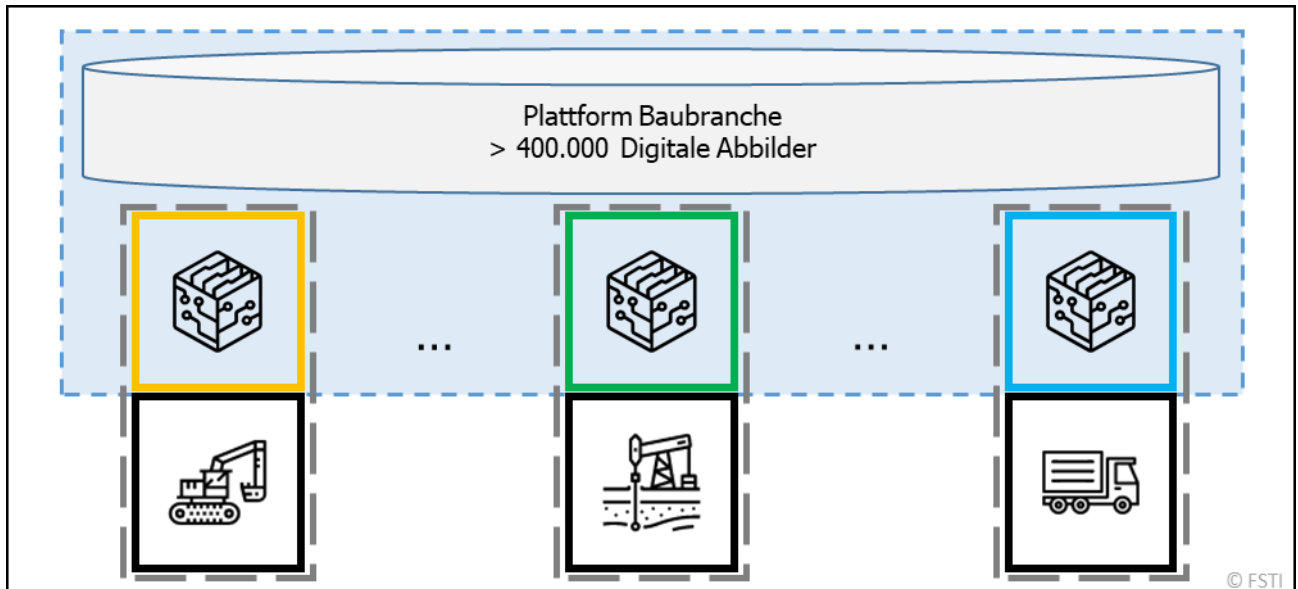 Plattform Baubranche
> 400.000 Digitale Abbilder
...
...
© FSTI